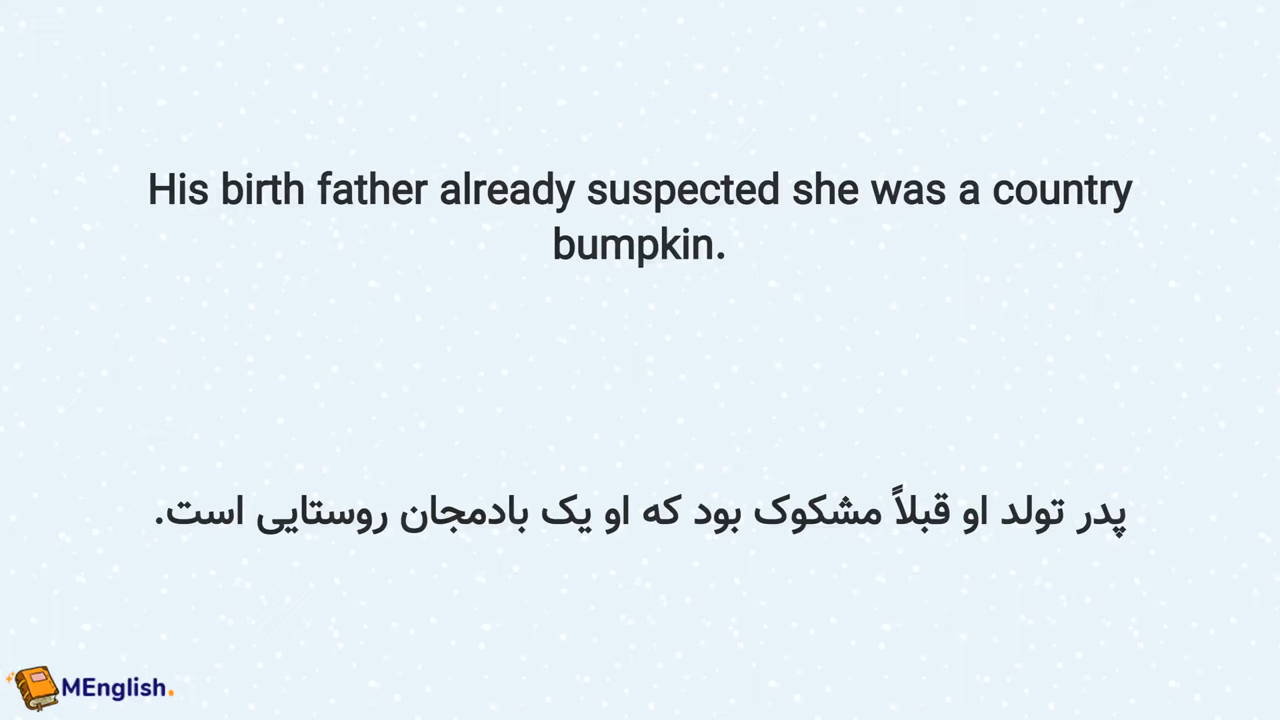 His birth father already suspected she was a country
bumpkin.
پدر تولد او قبلاً مشکوک بود که او یک بادمجان روستایی است.
MEnglish.